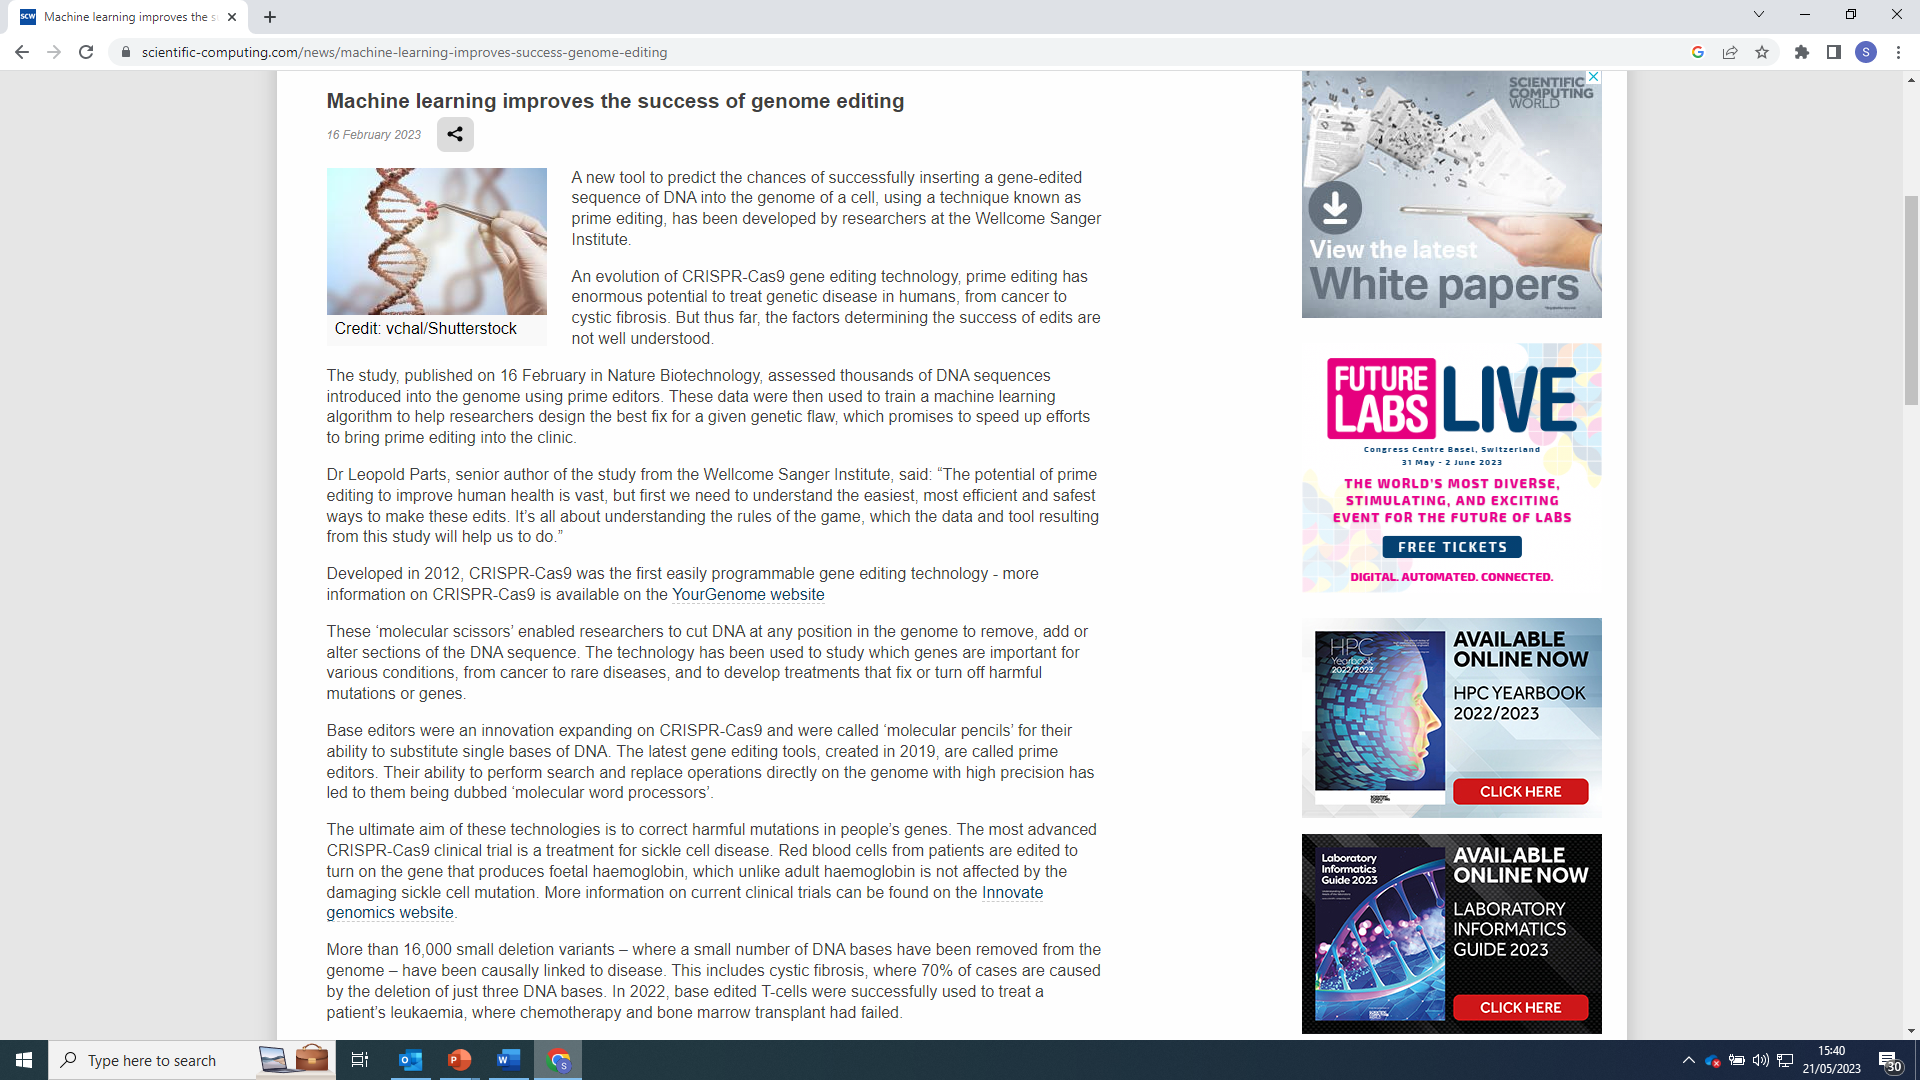 SCW
Machine learning improves the s
scientific-computing.com/news/machine-learning-improves-success-genome-editing
S
Machine learning improves the success of genome editing
16 February 2023
Credit: vchal/Shutterstock
A new tool to predict the chances of successfully inserting a gene-edited
sequence of DNA into the genome of a cell, using a technique known as
prime editing, has been developed by researchers at the Wellcome Sanger
Institute.
An evolution of CRISPR-Cas9 gene editing technology, prime editing has
enormous potential to treat genetic disease in humans, from cancer to
cystic fibrosis. But thus far, the factors determining the success of edits are
not well understood.
The study, published on 16 February in Nature Biotechnology, assessed thousands of DNA sequences
introduced into the genome using prime editors. These data were then used to train a machine learning
algorithm to help researchers design the best fix for a given genetic flaw, which promises to speed up efforts
to bring prime editing into the clinic.
Dr Leopold Parts, senior author of the study from the Wellcome Sanger Institute, said: “The potential of prime
editing to improve human health is vast, but first we need to understand the easiest, most efficient and safest
ways to make these edits. It’s all about understanding the rules of the game, which the data and tool resulting
from this study will help us to do.”
Developed in 2012, CRISPR-Cas9 was the first easily programmable gene editing technology - more
information on CRISPR-Cas9 is available on the YourGenome website
These ‘molecular scissors’ enabled researchers to cut DNA at any position in the genome to remove, add or
alter sections of the DNA sequence. The technology has been used to study which genes are important for
various conditions, from cancer to rare diseases, and to develop treatments that fix or turn off harmful
mutations or genes.
Base editors were an innovation expanding on CRISPR-Cas9 and were called ‘molecular pencils’ for their
ability to substitute single bases of DNA. The latest gene editing tools, created in 2019, are called prime
editors. Their ability to perform search and replace operations directly on the genome with high precision has
led to them being dubbed ‘molecular word processors’.
The ultimate aim of these technologies is to correct harmful mutations in people’s genes. The most advanced
CRISPR-Cas9 clinical trial is a treatment for sickle cell disease. Red blood cells from patients are edited to
turn on the gene that produces foetal haemoglobin, which unlike adult haemoglobin is not affected by the
damaging sickle cell mutation. More information on current clinical trials can be found on the Innovate
genomics website.
More than 16,000 small deletion variants – where a small number of DNA bases have been removed from the
genome – have been causally linked to disease. This includes cystic fibrosis, where 70% of cases are caused
by the deletion of just three DNA bases. In 2022, base edited T-cells were successfully used to treat a
patient’s leukaemia, where chemotherapy and bone marrow transplant had failed.
SCIENTIFIC
COMPUTING
WORLD
View the latest
White papers
FUTURE
LABS LIVE
Congress Centre Basel, Switzerland
31 May - 2 June 2023
THE WORLD'S MOST DIVERSE,
STIMULATING, AND EXCITING
EVENT FOR THE FUTURE OF LABS
FREE TICKETS
DIGITAL. AUTOMATED. CONNECTED.
HPC
Yearbook
2022/2023
AVAILABLE
ONLINE NOW
HPC YEARBOOK
2022/2023
CLICK HERE
Laboratory
Informatics
Guide 2023
AVAILABLE
ONLINE NOW
LABORATORY
INFORMATICS
GUIDE 2023
CLICK HERE
Type here to search
15:40
21/05/2023
30